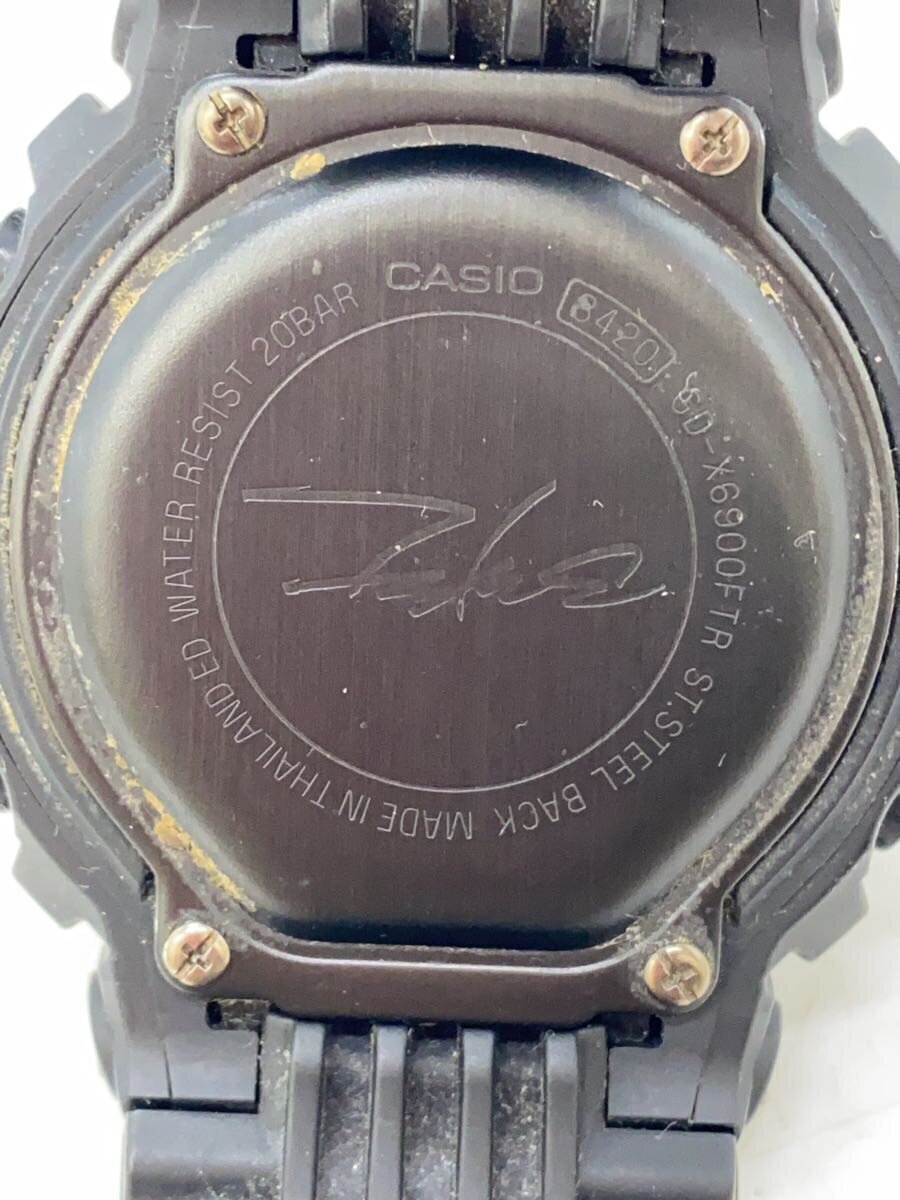 CASIO
8420
GD-X6900FTR ST.STEEL BACK MADE IN THAILAND ED WATER RESIST 20BAR